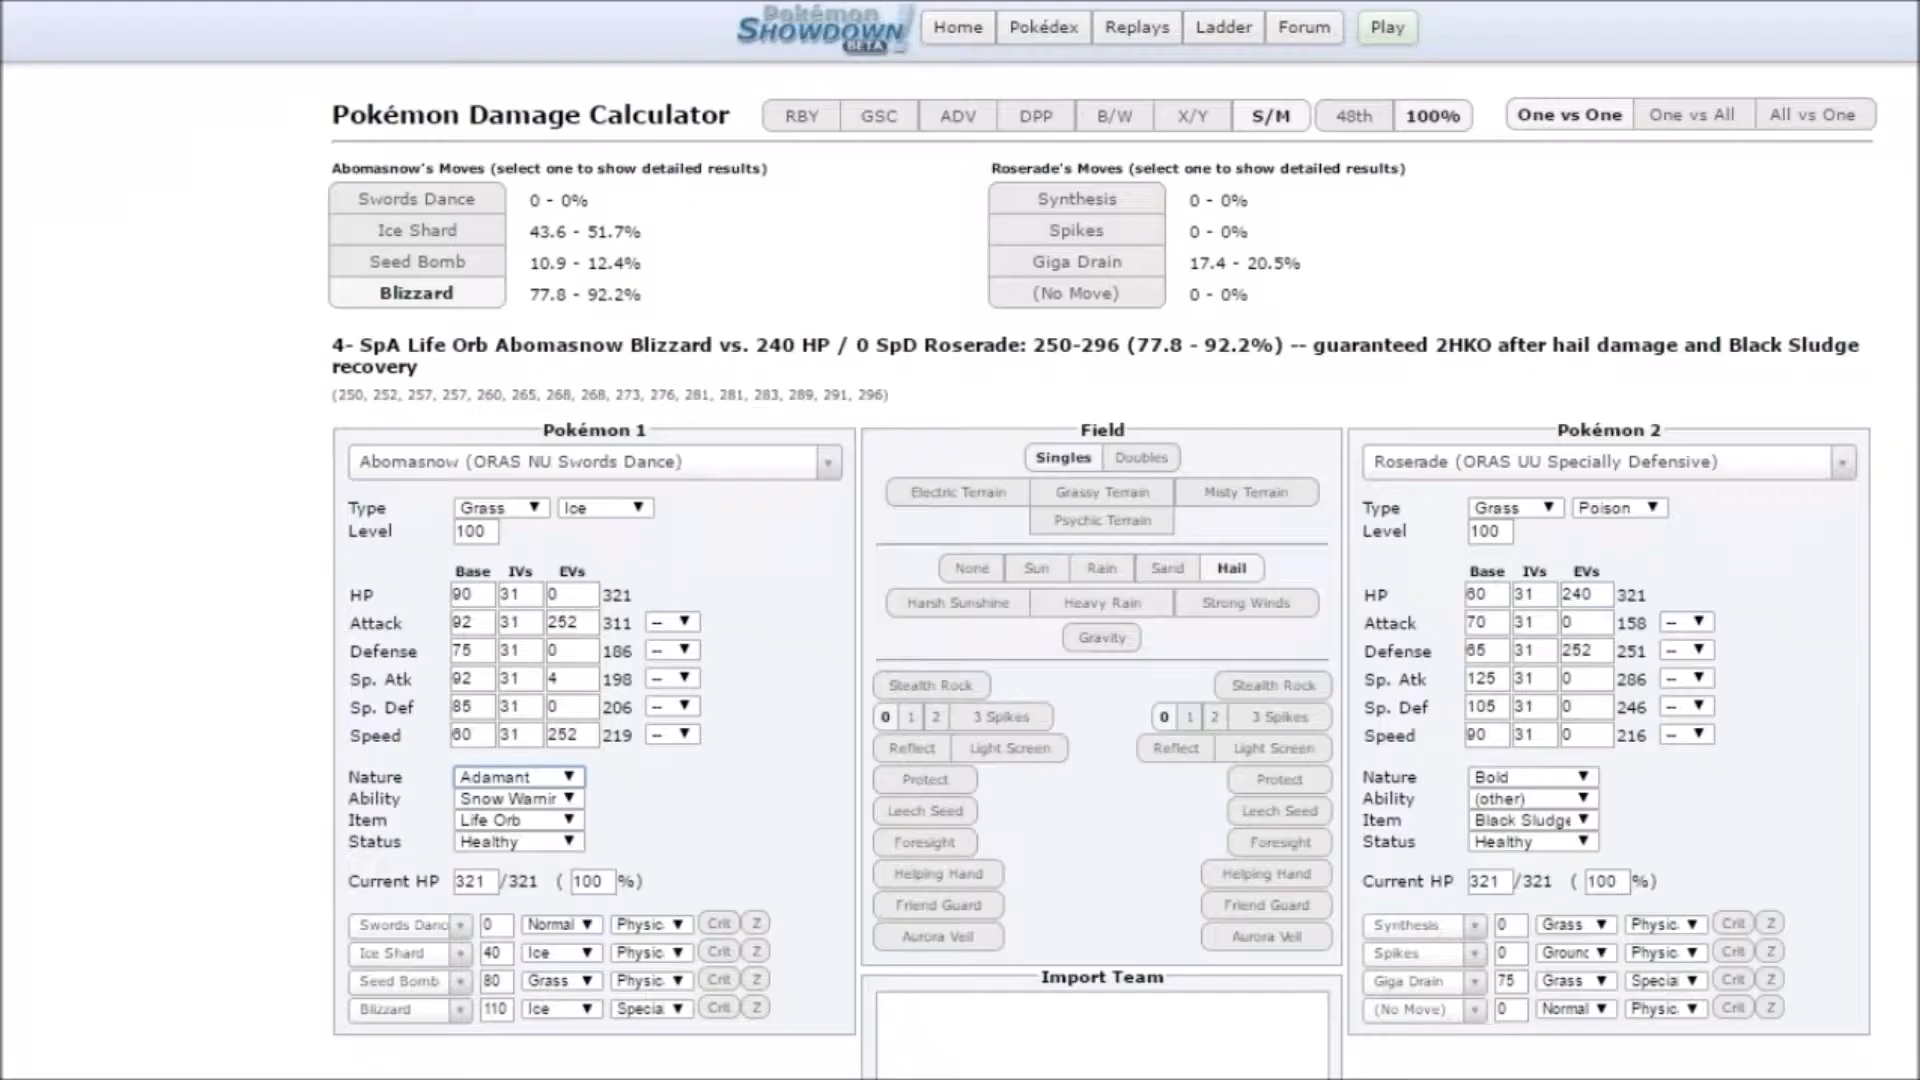 Pokémon SHOWDOWN! BETA
Home Pokédex Replays Ladder Forum Play
Pokémon Damage Calculator RBY GSC ADV DPP B/W X/Y S/M 48th 100% One vs One One vs All All vs One
Abomasnow's Moves (select one to show detailed results) Roserade's Moves (select one to show detailed results)
Swords Dance 0 - 0% Synthesis 0 - 0%
Ice Shard 43.6 - 51.7% Spikes 0 - 0%
Seed Bomb 10.9 - 12.4% Giga Drain 17.4 - 20.5%
Blizzard 77.8 - 92.2% (No Move) 0 - 0%
4- SpA Life Orb Abomasnow Blizzard vs. 240 HP / 0 SpD Roserade: 250-296 (77.8 - 92.2%) -- guaranteed 2HKO after hail damage and Black Sludge
recovery
(250, 252, 257, 257, 260, 265, 268, 268, 273, 276, 281, 281, 283, 289, 291, 296)
Pokémon 1
Abomasnow (ORAS NU Swords Dance)
Type Grass Ice
Level 100
Base IVs EVs
HP 90 31 0 321
Attack 92 31 252 311 --
Defense 75 31 0 186 --
Sp. Atk 92 31 4 198 --
Sp. Def 85 31 0 206 --
Speed 60 31 252 219 --
Nature Adamant
Ability Snow Warnin
Item Life Orb
Status Healthy
Current HP 321 /321 ( 100 %)
Swords Danc 0 Normal Physic Crit Z
Ice Shard 40 Ice Physic Crit Z
Seed Bomb 80 Grass Physic Crit Z
Blizzard 110 Ice Specia Crit Z
Field
Singles Doubles
Electric Terrain Grassy Terrain Misty Terrain
Psychic Terrain
None Sun Rain Sand Hail
Harsh Sunshine Heavy Rain Strong Winds
Gravity
Stealth Rock Stealth Rock
0 1 2 3 Spikes 0 1 2 3 Spikes
Reflect Light Screen Reflect Light Screen
Protect Protect
Leech Seed Leech Seed
Foresight Foresight
Helping Hand Helping Hand
Friend Guard Friend Guard
Aurora Veil Aurora Veil
Import Team
Pokémon 2
Roserade (ORAS UU Specially Defensive)
Type Grass Poison
Level 100
Base IVs EVs
HP 60 31 240 321
Attack 70 31 0 158 --
Defense 65 31 252 251 --
Sp. Atk 125 31 0 286 --
Sp. Def 105 31 0 246 --
Speed 90 31 0 216 --
Nature Bold
Ability (other)
Item Black Sludge
Status Healthy
Current HP 321 /321 ( 100 %)
Synthesis 0 Grass Physic Crit Z
Spikes 0 Ground Physic Crit Z
Giga Drain 75 Grass Specia Crit Z
(No Move) 0 Normal Physic Crit Z